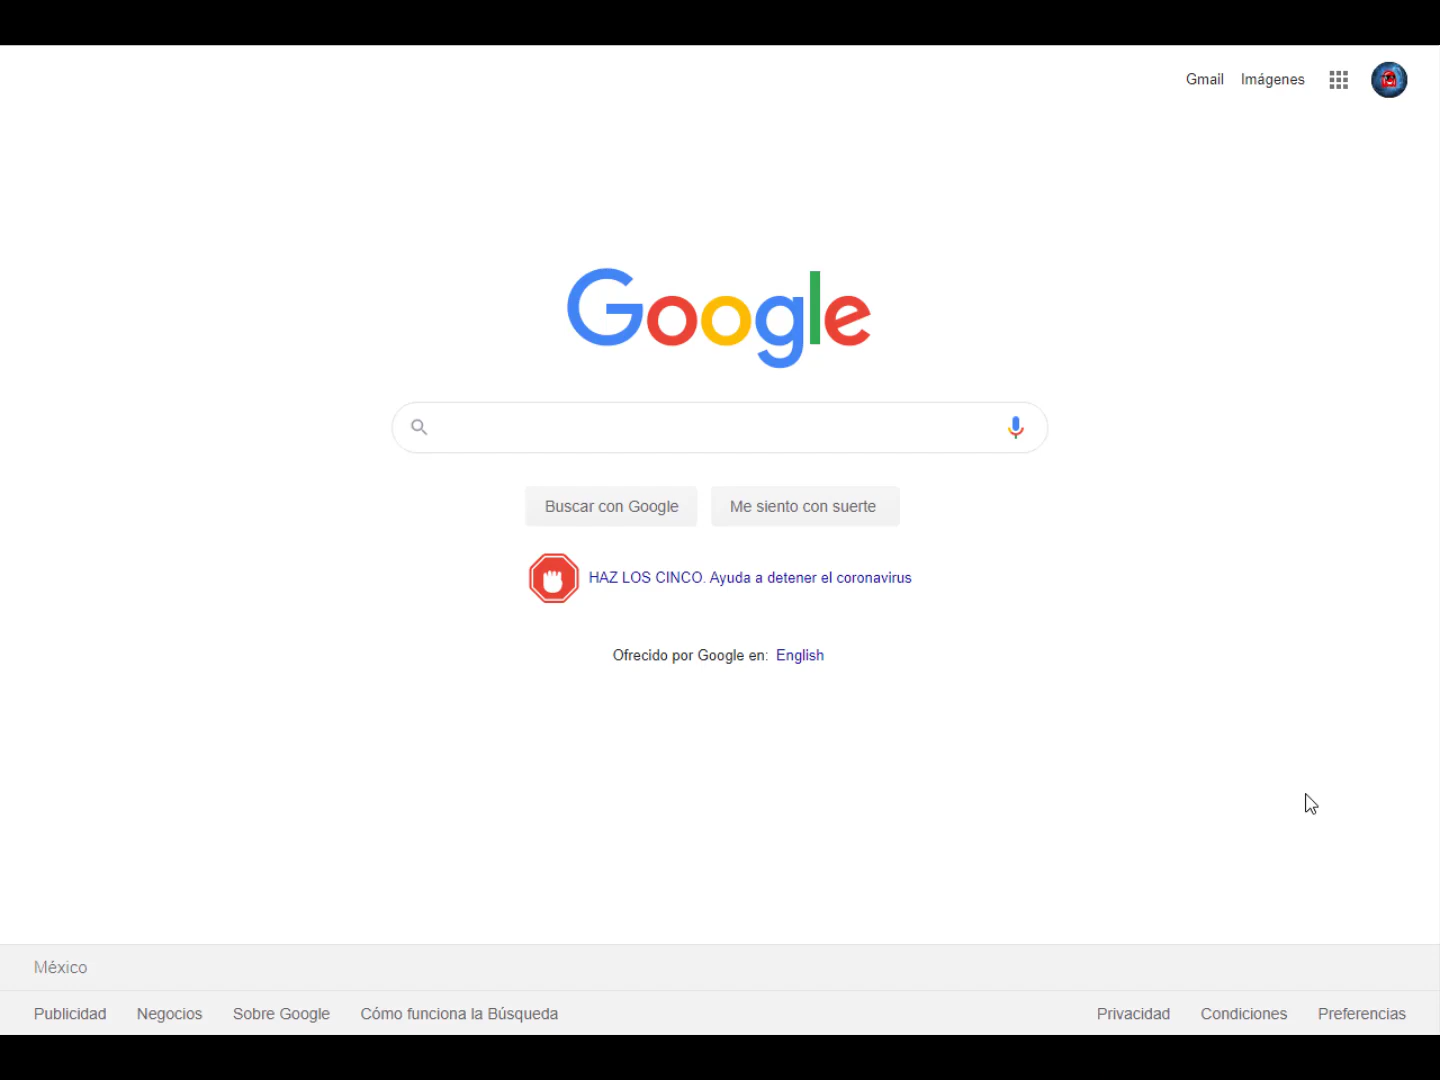 Gmail Imágenes
Google
Buscar con Google Me siento con suerte
HAZ LOS CINCO. Ayuda a detener el coronavirus
Ofrecido por Google en: English
México
Publicidad Negocios Sobre Google Cómo funciona la Búsqueda Privacidad Condiciones Preferencias